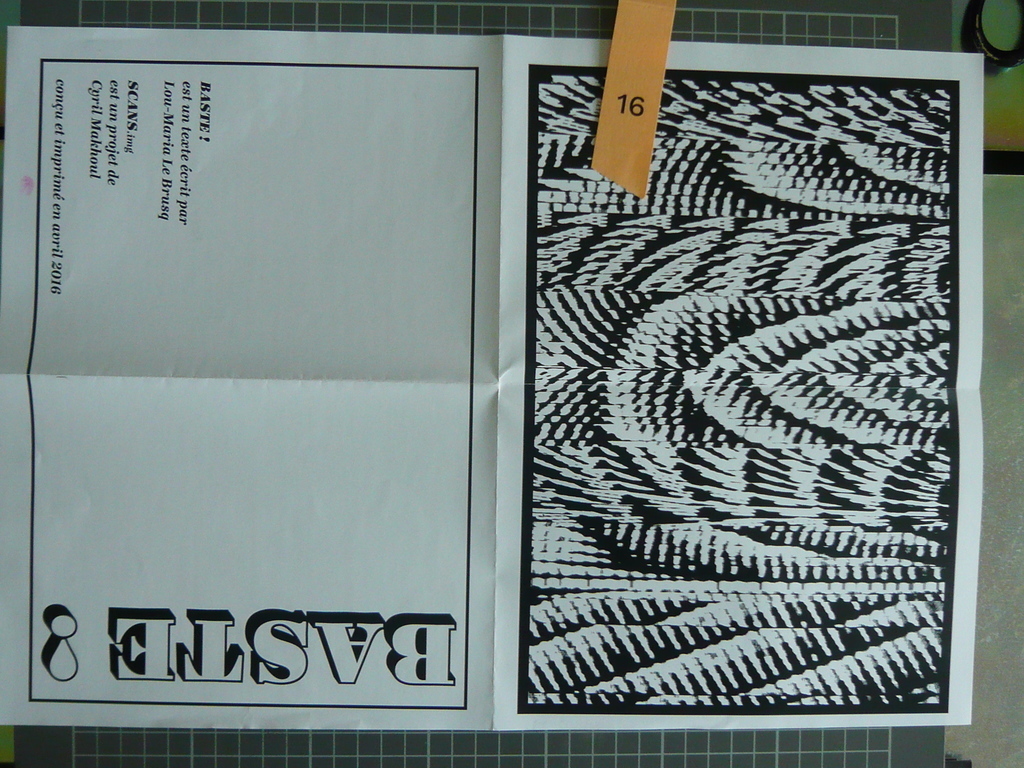 BASTE !
est un texte écrit par
Lou-Maria Le Brusq
SCANS.img
est un projet de
Cyril Makhoul
conçu et imprimé en avril 2016
BASTE !
16